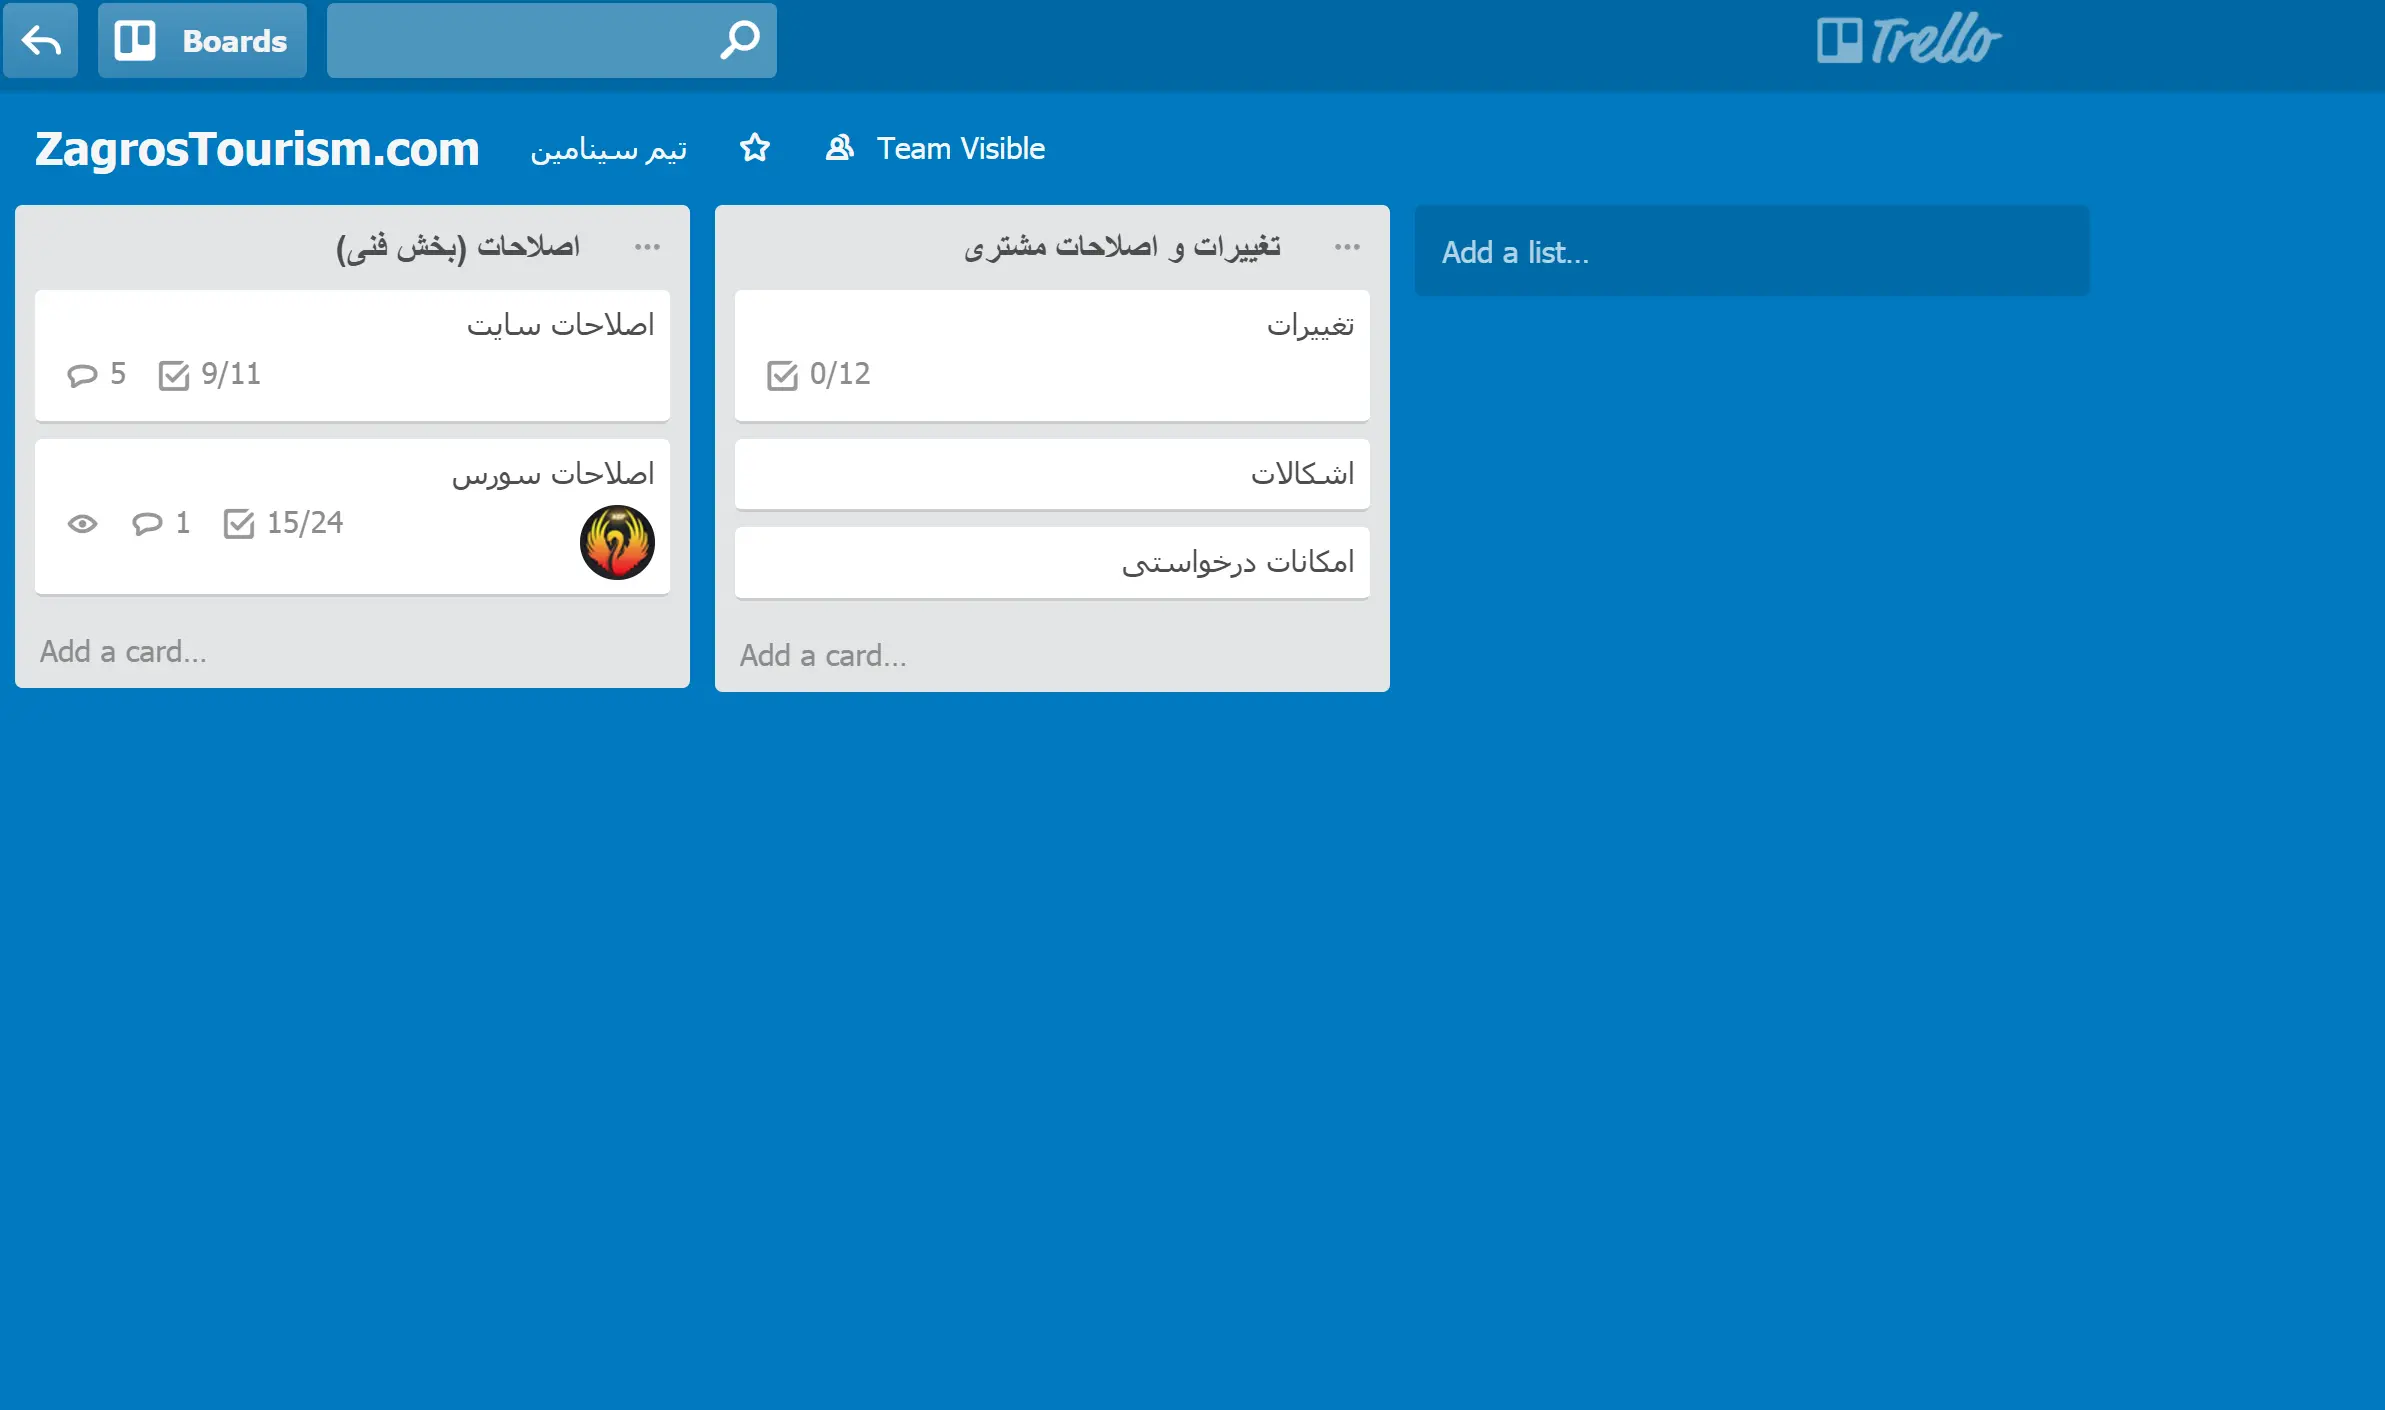 Boards
Trello
ZagrosTourism.com تیم سینامین Team Visible
اصلاحات (بخش فنی)
اصلاحات سایت
5 9/11
اصلاحات سورس
1 15/24
Add a card...
تغییرات و اصلاحات مشتری
تغییرات
0/12
اشکالات
امکانات درخواستی
Add a card...
Add a list...